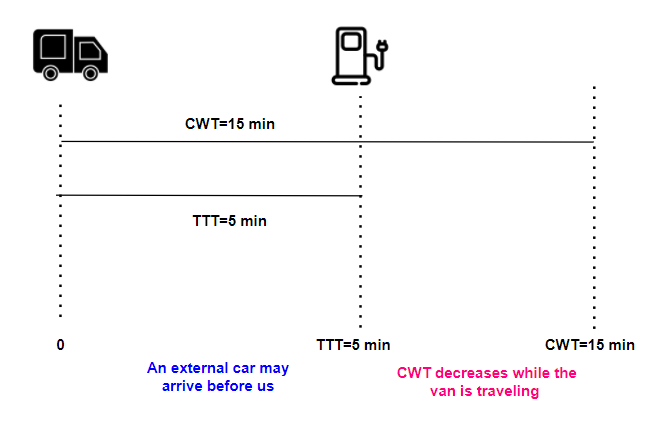 CWT=15 min
TTT=5 min
0
TTT=5 min
CWT=15 min
An external car may
arrive before us
CWT decreases while the
van is traveling